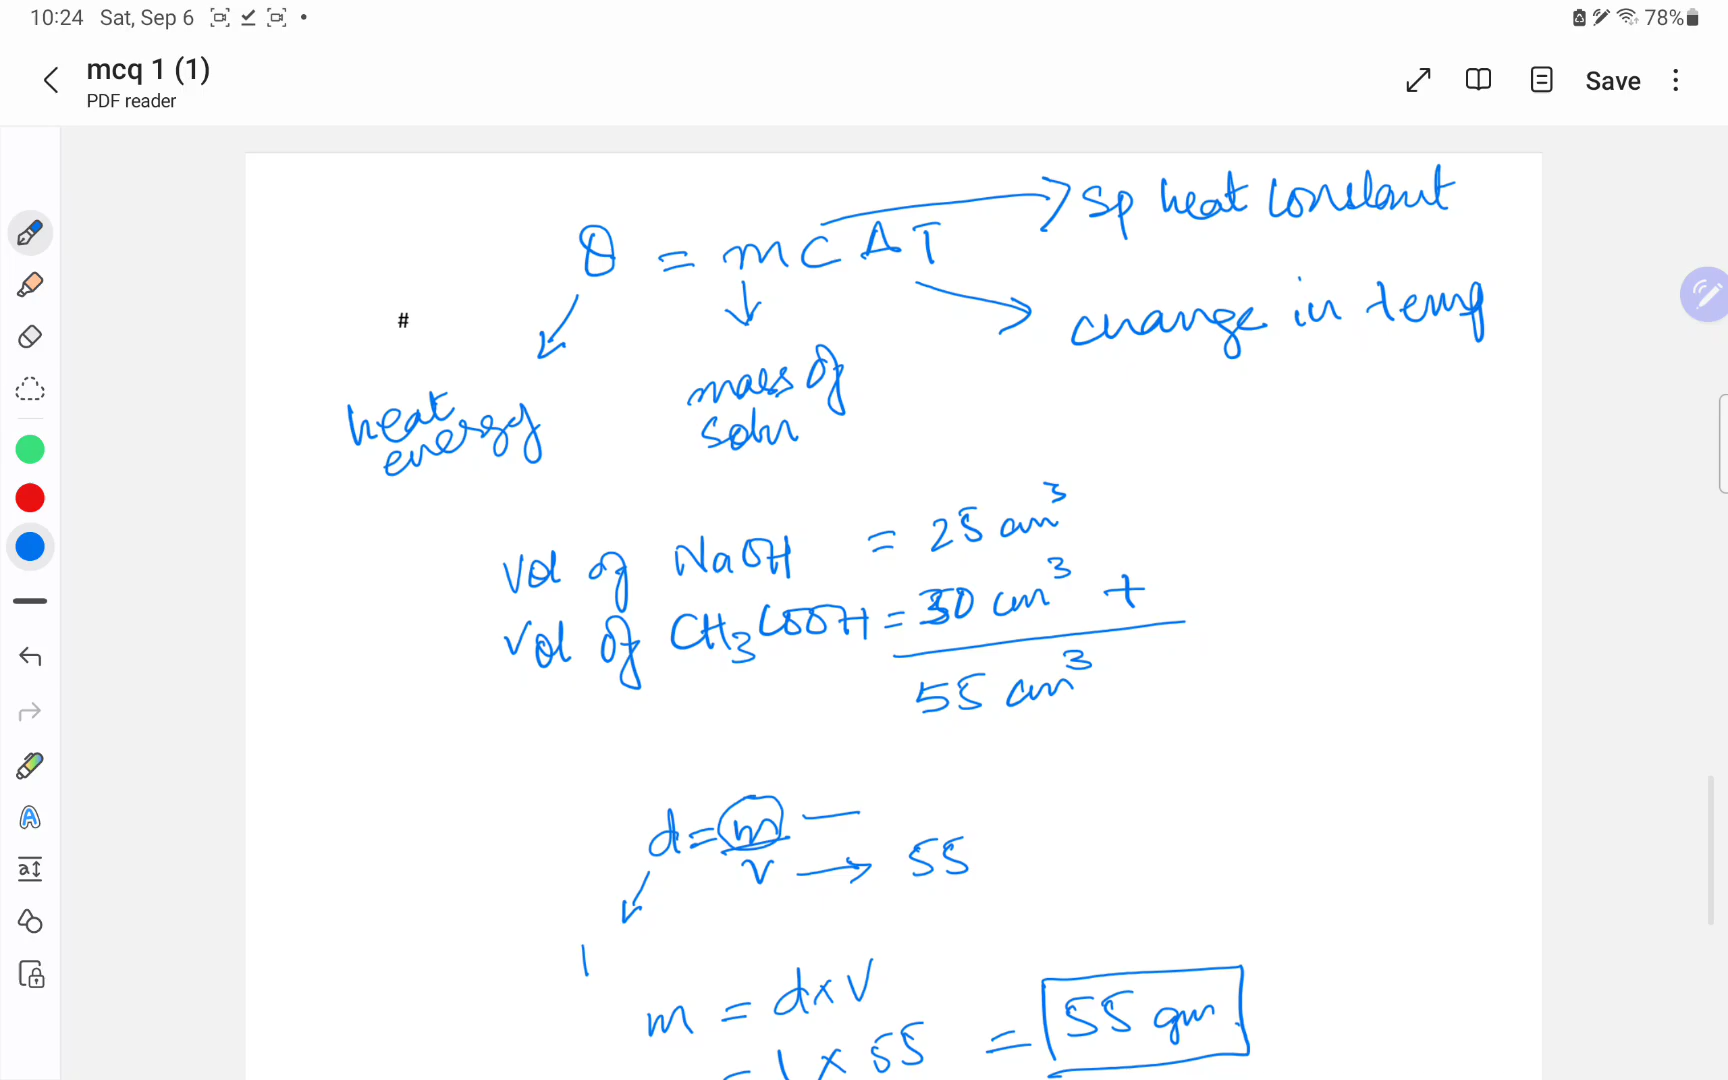 10:24 Sat, Sep 6
78%
mcq 1 (1)
PDF reader
Save
Q = mCΔT
Sp heat constant
change in temp
#
heat energy
mass of
soln
Vol of NaOH = 25 cm³
Vol of CH₃COOH = 30 cm³ +
55 cm³
d = m
v → 55
1
m = d x V
= 1 x 55 = 55 gm